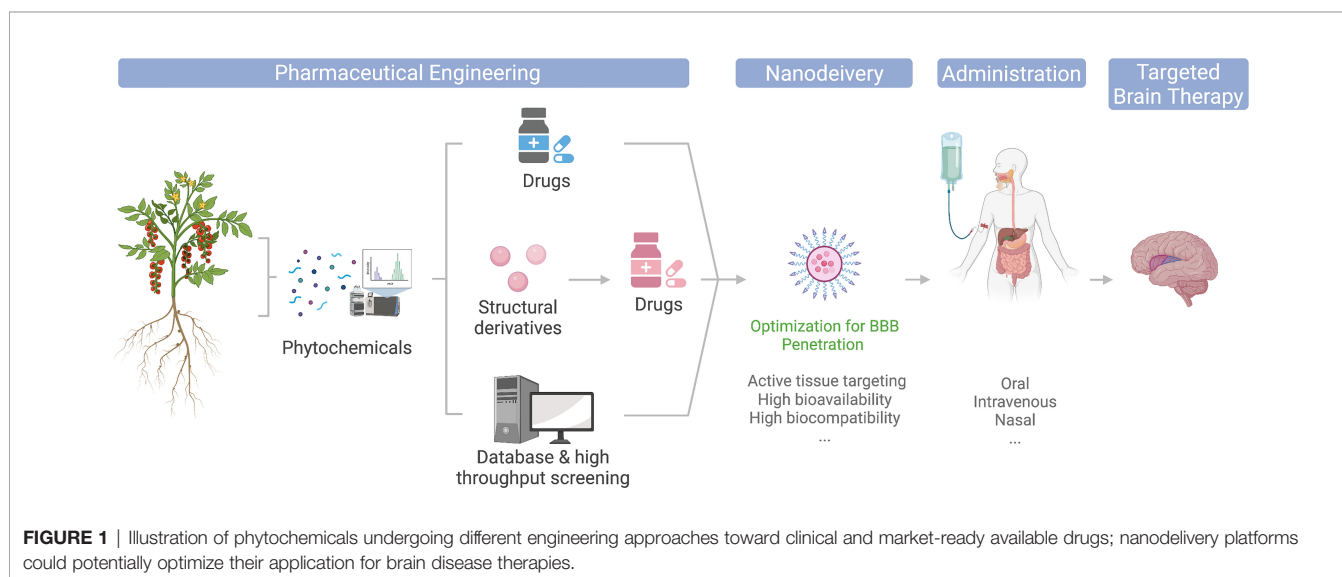 Pharmaceutical Engineering
Nanodeivery
Administration
Targeted
Brain Therapy
Drugs
Phytochemicals
Structural
derivatives
Drugs
Database & high
throughput screening
Optimization for BBB
Penetration
Active tissue targeting
High bioavailability
High biocompatibility
...
Oral
Intravenous
Nasal
...
FIGURE 1 | Illustration of phytochemicals undergoing different engineering approaches toward clinical and market-ready available drugs; nanodelivery platforms
could potentially optimize their application for brain disease therapies.